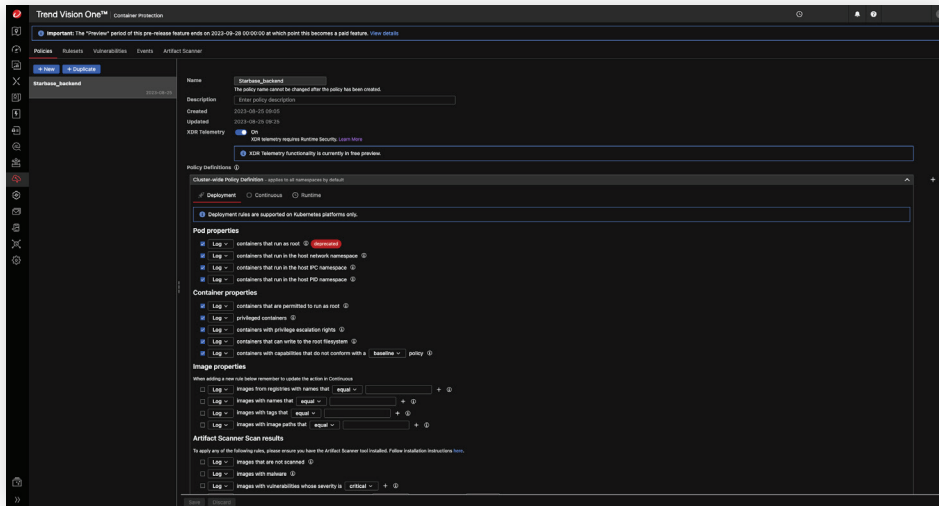 Trend Vision One™ Container Protection
Important: The "Preview" period of this pre-release feature ends on 2023-09-28 00:00:00 at which point this becomes a paid feature. View details
Policies Rulesets Vulnerabilities Events Artifact Scanner
+ New + Duplicate
Starbase_backend
2023-08-25
Name Starbase_backend
The policy name cannot be changed after the policy has been created.
Description Enter policy description
Created 2023-08-25 09:05
Updated 2023-08-25 09:35
XDR Telemetry On
XDR telemetry requires Runtime Security. Learn More
XDR Telemetry functionality is currently in free preview.
Policy Definitions
Cluster-wide Policy Definition - applies to all namespaces by default
Deployment Continuous Runtime
Deployment rules are supported on Kubernetes platforms only.
Pod properties
Log containers that run as root deprecated
Log containers that run in the host network namespace
Log containers that run in the host IPC namespace
Log containers that run in the host PID namespace
Container properties
Log containers that are permitted to run as root
Log privileged containers
Log containers with privilege escalation rights
Log containers that can write to the root filesystem
Log containers with capabilities that do not conform with a baseline policy
Image properties
When adding a new rule below remember to update the action in Continuous
Log images from registries with names that equal +
Log images with names that equal +
Log images with tags that equal +
Log images with image paths that equal +
Artifact Scanner Scan results
To apply any of the following rules, please ensure you have the Artifact Scanner tool installed. Follow installation instructions here.
Log images that are not scanned
Log images with malware
Log images with vulnerabilities whose severity is critical +
Save Discard